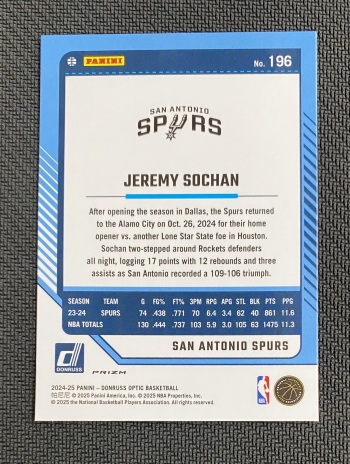 PANINI
No. 196
SAN ANTONIO
SPURS
JEREMY SOCHAN
After opening the season in Dallas, the Spurs returned
to the Alamo City on Oct. 26, 2024 for their home
opener vs. another Lone Star State foe in Houston.
Sochan two-stepped around Rockets defenders
all night, logging 17 points with 12 rebounds and three
assists as San Antonio recorded a 109-106 triumph.
SEASON TEAM G FG% FT% 3PM RPG APG STL BLK PTS PPG
23-24 SPURS 74 .438 .771 70 6.4 3.4 62 40 861 11.6
NBA TOTALS 130 .444 .737 103 5.9 3.0 105 63 1475 11.3
SAN ANTONIO SPURS
DONRUSS
PRIZM
NBA
2024-25 PANINI – DONRUSS OPTIC BASKETBALL
帕尼尼 © 2025 Panini America, Inc. © 2025 NBA Properties, Inc.
© 2025 the National Basketball Players Association. All rights reserved.